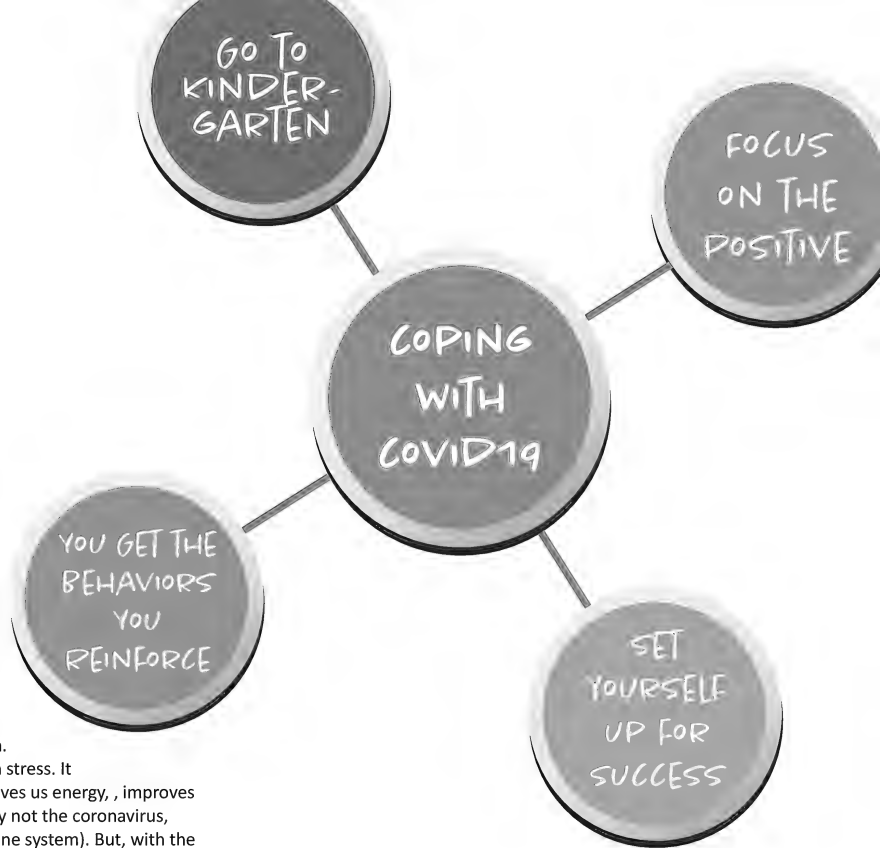 GO TO
KINDER-
GARTEN
FOCUS
ON THE
POSITIVE
COPING
WITH
COVID19
YOU GET THE
BEHAVIORS
YOU
REINFORCE
SET
YOURSELF
UP FOR
SUCCESS
stress. It
ves us energy, , improves
not the coronavirus,
ne system). But, with the